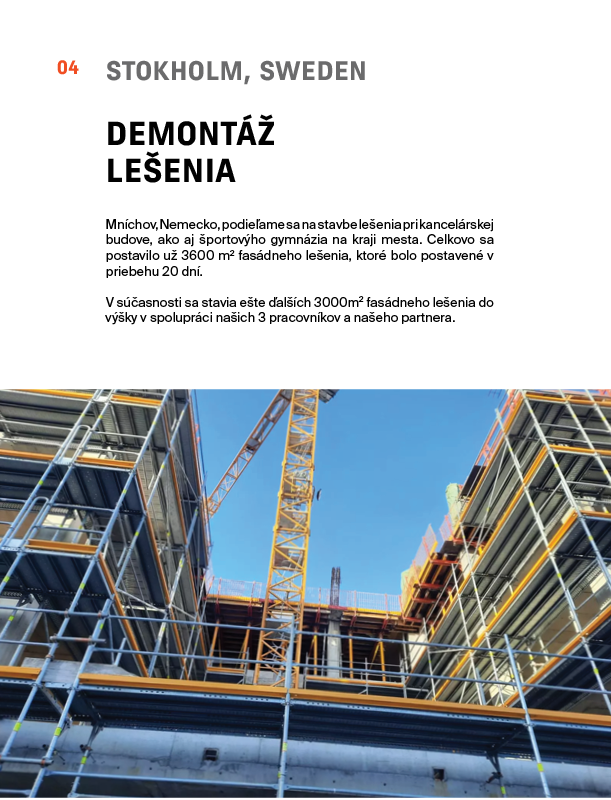 04 STOKHOLM, SWEDEN
DEMONTÁŽ
LEŠENIA
Mníchov, Nemecko, podieľame sa na stavbe lešenia pri kancelárskej
budove, ako aj športovýho gymnázia na kraji mesta. Celkovo sa
postavilo už 3600 m² fasádneho lešenia, ktoré bolo postavené v
priebehu 20 dní.
V súčasnosti sa stavia ešte ďalších 3000m² fasádneho lešenia do
výšky v spolupráci našich 3 pracovníkov a našeho partnera.